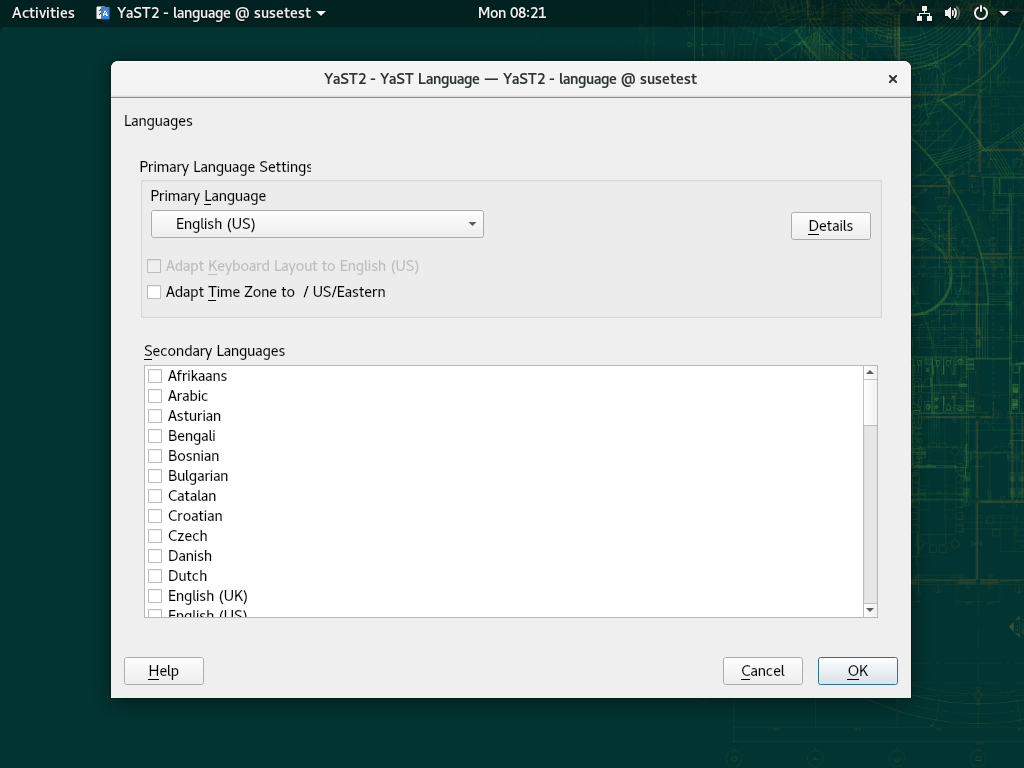 Activities YaST2 - language @ susetest Mon 08:21
YaST2 - YaST Language — YaST2 - language @ susetest
Languages
Primary Language Settings
Primary Language
English (US)
Details
Adapt Keyboard Layout to English (US)
Adapt Time Zone to / US/Eastern
Secondary Languages
Afrikaans
Arabic
Asturian
Bengali
Bosnian
Bulgarian
Catalan
Croatian
Czech
Danish
Dutch
English (UK)
English (US)
Help Cancel OK